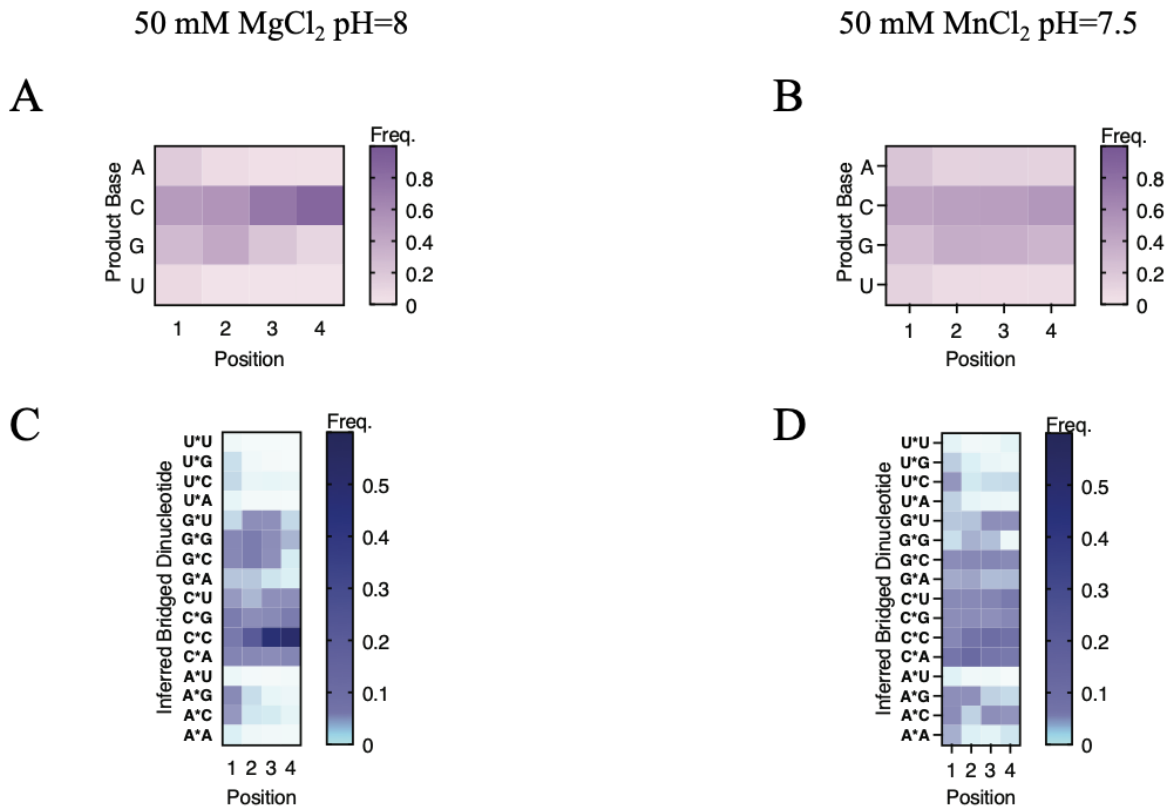 50 mM MgCl₂ pH=8
50 mM MnCl₂ pH=7.5
A
Freq.
Product Base
A
C
G
U
0.8
0.6
0.4
0.2
0
1 2 3 4
Position
B
Freq.
Product Base
A
C
G
U
0.8
0.6
0.4
0.2
0
1 2 3 4
Position
C
Freq.
Inferred Bridged Dinucleotide
U*U
U*G
U*C
U*A
G*U
G*G
G*C
G*A
C*U
C*G
C*C
C*A
A*U
A*G
A*C
A*A
0.5
0.4
0.3
0.2
0.1
0
1 2 3 4
Position
D
Freq.
Inferred Bridged Dinucleotide
U*U
U*G
U*C
U*A
G*U
G*G
G*C
G*A
C*U
C*G
C*C
C*A
A*U
A*G
A*C
A*A
0.5
0.4
0.3
0.2
0.1
0
1 2 3 4
Position